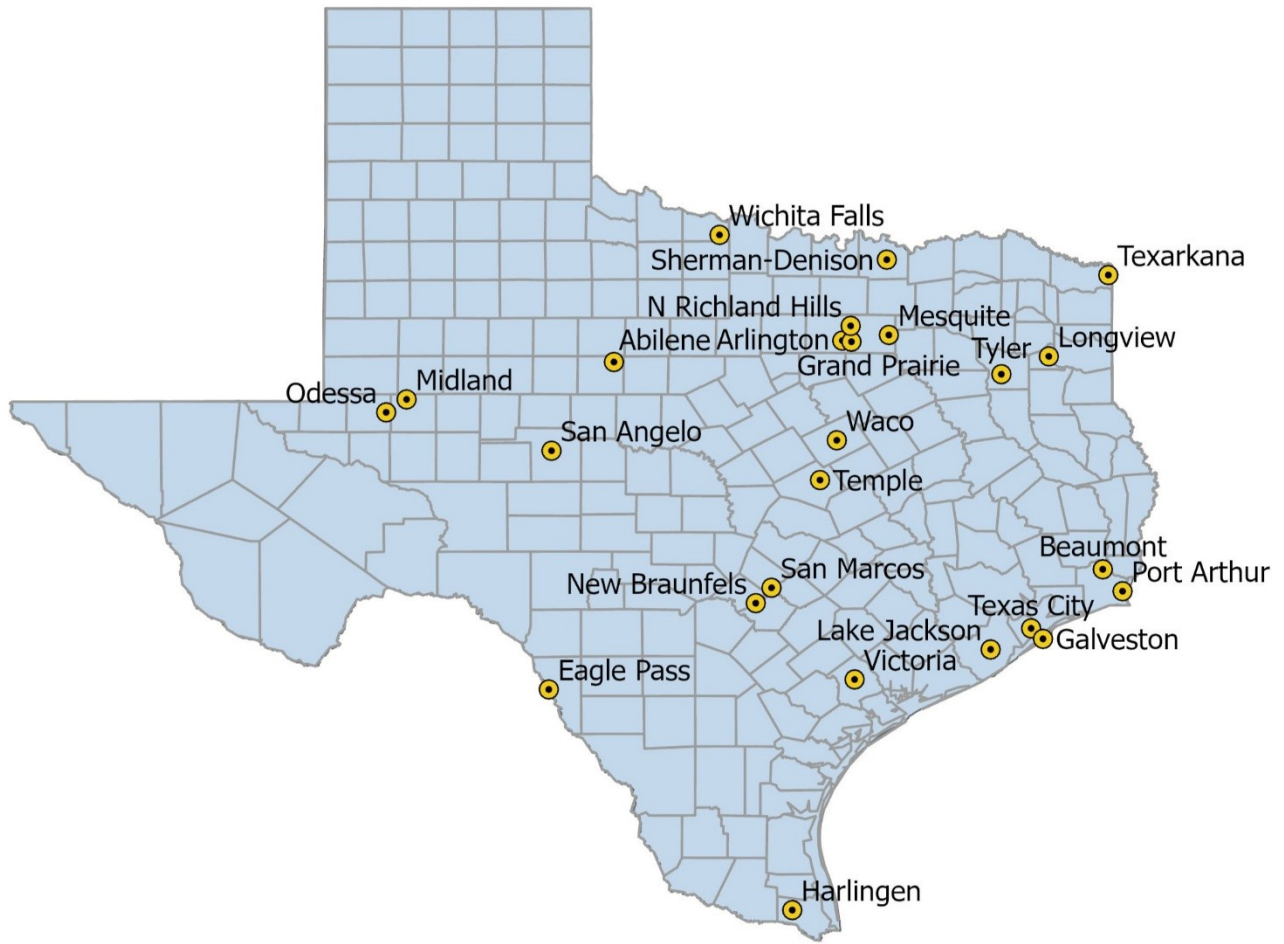 Wichita Falls
Sherman-Denison
Texarkana
N Richland Hills
Mesquite
Abilene
Arlington
Longview
Tyler
Grand Prairie
Midland
Odessa
Waco
San Angelo
Temple
Beaumont
San Marcos
Port Arthur
New Braunfels
Texas City
Lake Jackson
Galveston
Victoria
Eagle Pass
Harlingen